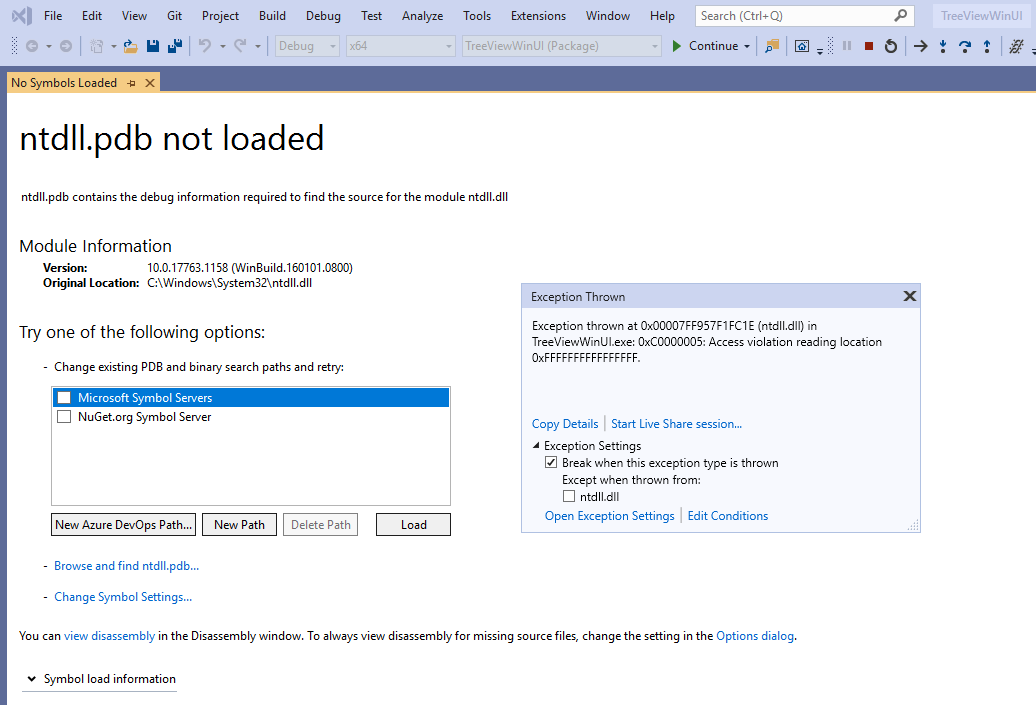 File Edit View Git Project Build Debug Test Analyze Tools Extensions Window Help Search (Ctrl+Q) TreeViewWinUI
Debug x64 TreeViewWinUI (Package) Continue
No Symbols Loaded
ntdll.pdb not loaded
ntdll.pdb contains the debug information required to find the source for the module ntdll.dll
Module Information
Version: 10.0.17763.1158 (WinBuild.160101.0800)
Original Location: C:\Windows\System32\ntdll.dll
Try one of the following options:
- Change existing PDB and binary search paths and retry:
Microsoft Symbol Servers
NuGet.org Symbol Server
New Azure DevOps Path... New Path Delete Path Load
- Browse and find ntdll.pdb...
- Change Symbol Settings...
You can view disassembly in the Disassembly window. To always view disassembly for missing source files, change the setting in the Options dialog.
Symbol load information
Exception Thrown
Exception thrown at 0x00007FF957F1FC1E (ntdll.dll) in
TreeViewWinUI.exe: 0xC0000005: Access violation reading location
0xFFFFFFFFFFFFFFFF.
Copy Details | Start Live Share session...
Exception Settings
Break when this exception type is thrown
Except when thrown from:
ntdll.dll
Open Exception Settings | Edit Conditions